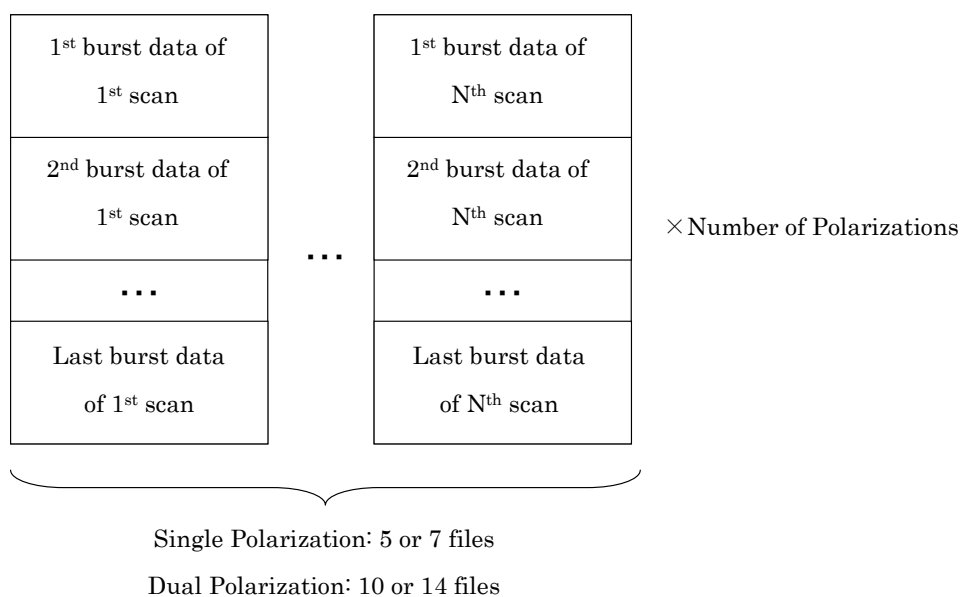 1st burst data of
1st scan
2nd burst data of
1st scan
...
Last burst data
of 1st scan
...
1st burst data of
Nth scan
2nd burst data of
Nth scan
...
Last burst data
of Nth scan
×Number of Polarizations
Single Polarization: 5 or 7 files
Dual Polarization: 10 or 14 files